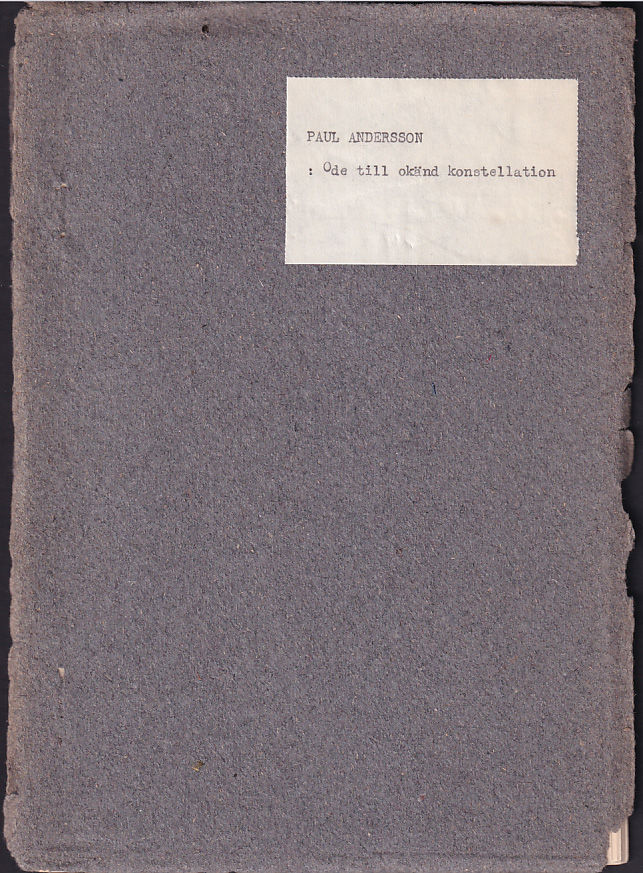 PAUL ANDERSSON
: Ode till okänd konstellation